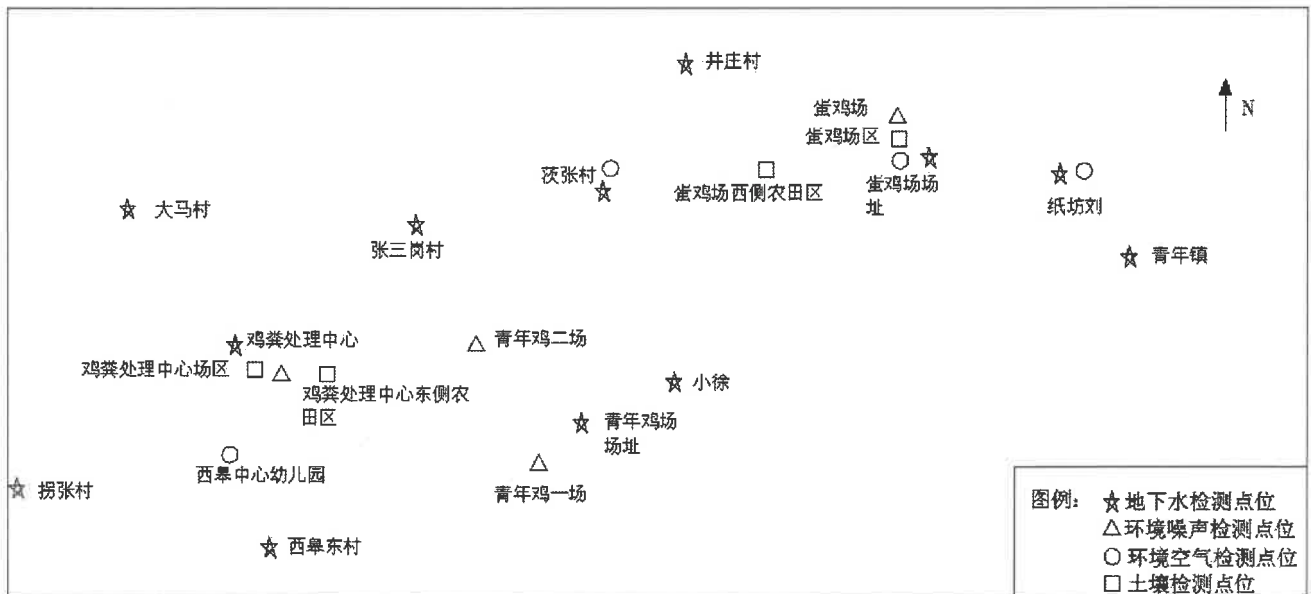 井庄村
N
蛋鸡场
蛋鸡场区
茨张村
蛋鸡场西侧农田区
蛋鸡场场
址
纸坊刘
大马村
张三岗村
青年镇
鸡粪处理中心
青年鸡二场
鸡粪处理中心场区
鸡粪处理中心东侧农
田区
小徐
青年鸡场
场址
西皋中心幼儿园
拐张村
青年鸡一场
西皋东村
图例：
地下水检测点位
环境噪声检测点位
环境空气检测点位
土壤检测点位